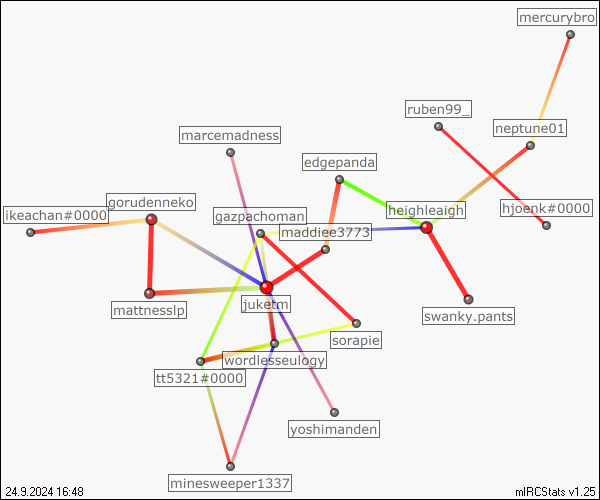 mercurybro
ruben99_
neptune01
marcemadness
edgepanda
gorudenneko
ikeachan#0000
gazpachoman
heighleaigh
hjoenk#0000
maddiee3773
mattnesslp
juketm
swanky.pants
sorapie
wordlesseulogy
tt5321#0000
yoshimanden
minesweeper1337
24.9.2024 16:48
mIRCStats v1.25